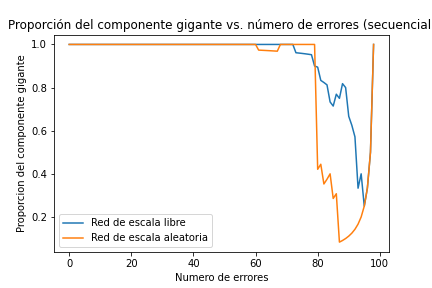 Proporción del componente gigante vs. número de errores (secuencial
Proporcion del componente gigante
1.0
0.8
0.6
0.4
0.2
Red de escala libre
Red de escala aleatoria
0 20 40 60 80 100
Numero de errores